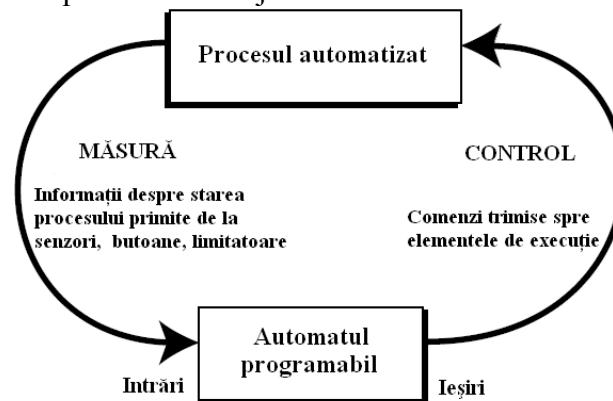 Procesul automatizat
MĂSURĂ
Informații despre starea
procesului primite de la
senzori, butoane, limitatoare
CONTROL
Comenzi trimise spre
elementele de execuție
Automatul
programabil
Intrări
Ieşiri